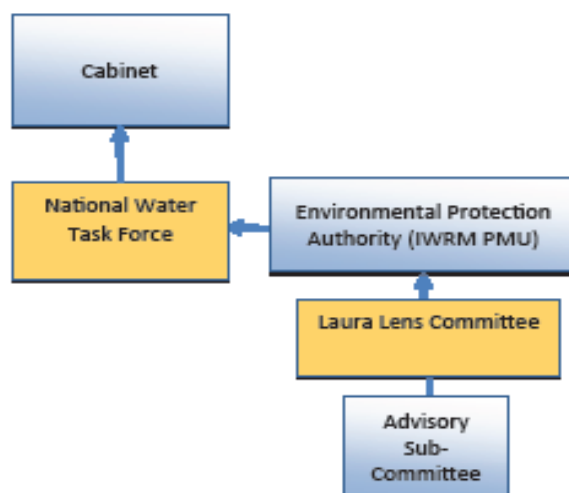 Cabinet
National Water
Task Force
Environmental Protection
Authority (IWRM PMU)
Laura Lens Committee
Advisory
Sub-
Committee